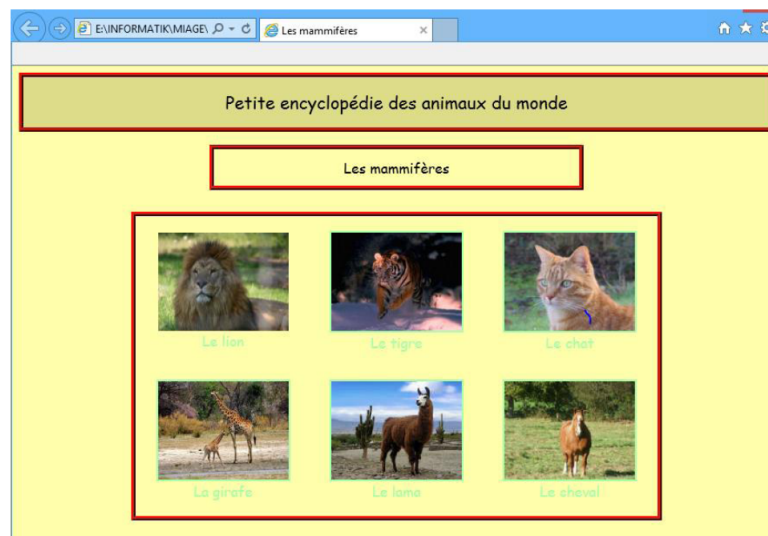 E:\INFORMATIK\MIAGE\
Les mammifères
Petite encyclopédie des animaux du monde
Les mammifères
Le lion Le tigre Le chat
La girafe Le lama Le cheval